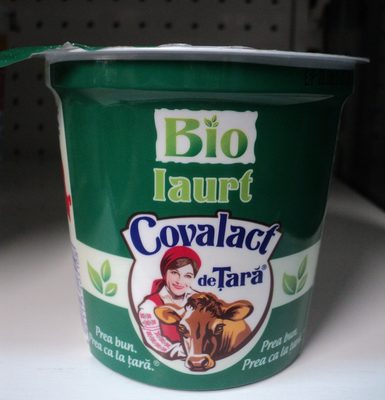 Bio
Iaurt
Covalact
de Țară®
Prea bun.
Prea ca la țară.®
Prea bun.
Prea ca la țară.